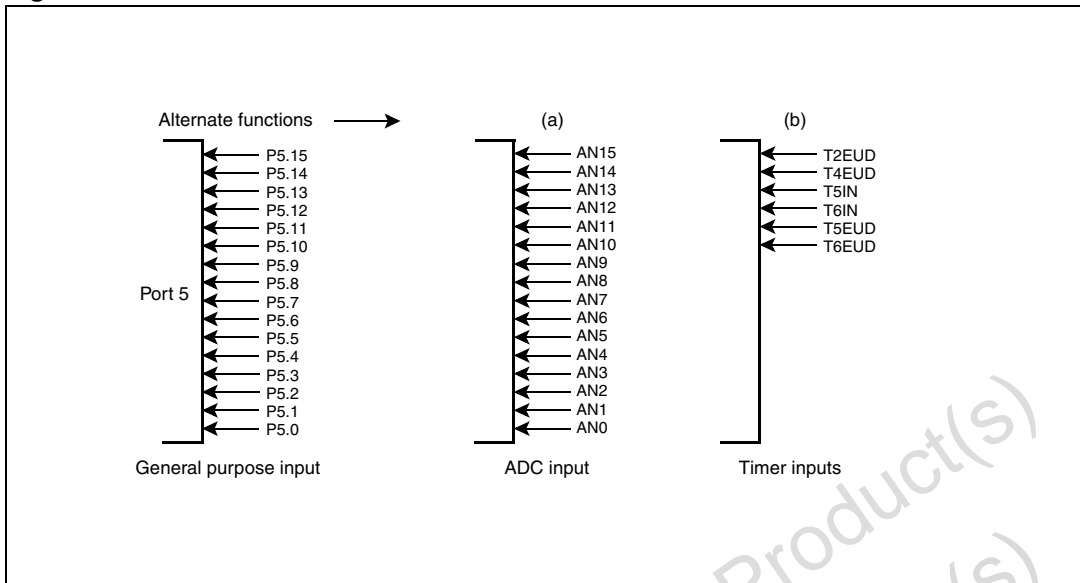 Alternate functions (a) (b)
P5.15 AN15 T2EUD
P5.14 AN14 T4EUD
P5.13 AN13 T5IN
P5.12 AN12 T6IN
P5.11 AN11 T5EUD
P5.10 AN10 T6EUD
P5.9 AN9
P5.8 AN8
Port 5 P5.7 AN7
P5.6 AN6
P5.5 AN5
P5.4 AN4
P5.3 AN3
P5.2 AN2
P5.1 AN1
P5.0 AN0
General purpose input ADC input Timer inputs
Product(s)